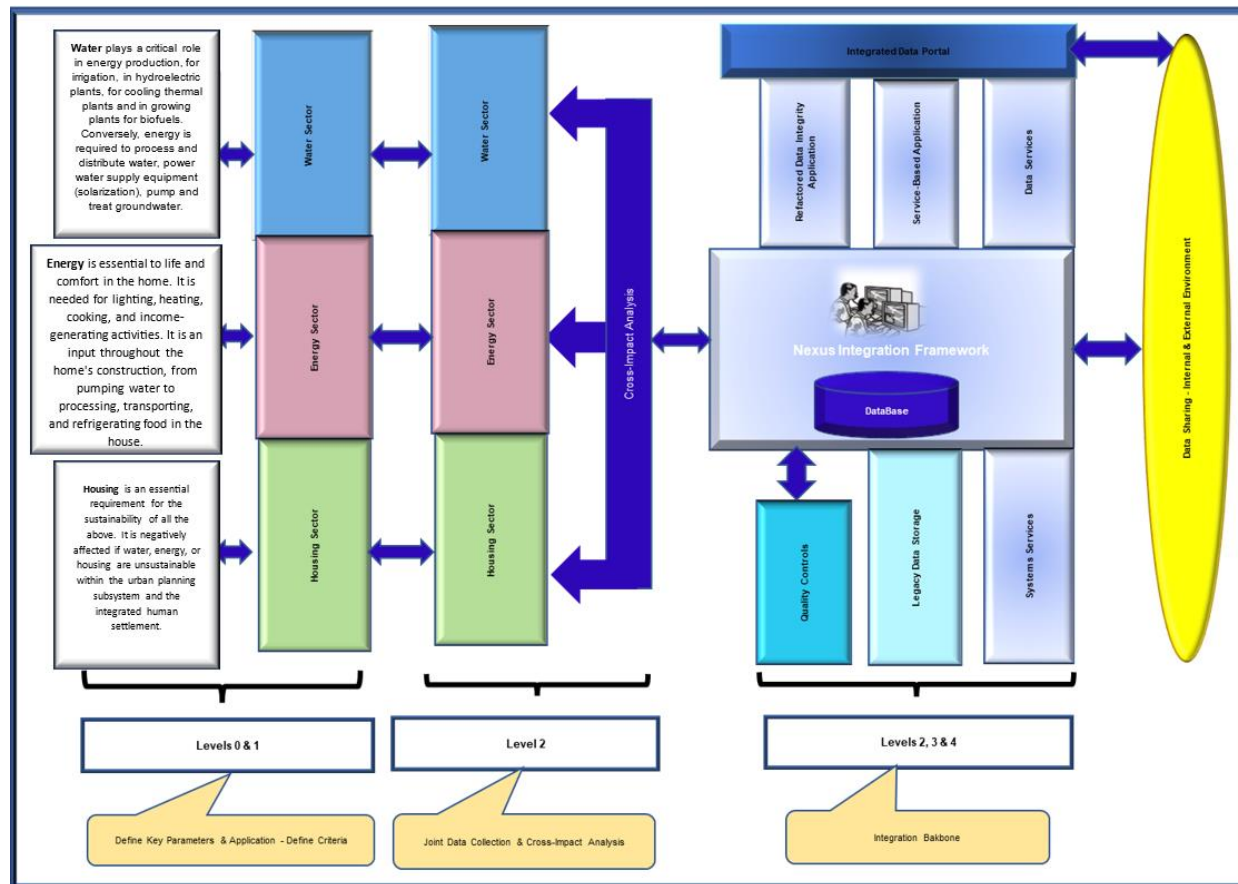 Water plays a critical role
in energy production, for
irrigation, in hydroelectric
plants, for cooling thermal
plants and in growing
plants for biofuels.
Conversely, energy is
required to process and
distribute water, power
water supply equipment
(solarization), pump and
treat groundwater.
Energy is essential to life and
comfort in the home. It is
needed for lighting, heating,
cooking, and income-
generating activities. It is an
input throughout the
home's construction, from
pumping water to
processing, transporting,
and refrigerating food in the
house.
Housing is an essential
requirement for the
sustainability of all the
above. It is negatively
affected if water, energy, or
housing are unsustainable
within the urban planning
subsystem and the
integrated human
settlement.
Water Sector
Energy Sector
Housing Sector
Water Sector
Energy Sector
Housing Sector
Cross-Impact Analysis
Integrated Data Portal
Refactored Data Integrity
Application
Service-Based Application
Data Services
Nexus Integration Framework
DataBase
Quality Controls
Legacy Data Storage
Systems Services
Data Sharing - Internal & External Environment
Levels 0 & 1
Level 2
Levels 2, 3 & 4
Define Key Parameters & Application - Define Criteria
Joint Data Collection & Cross-Impact Analysis
Integration Bakbone